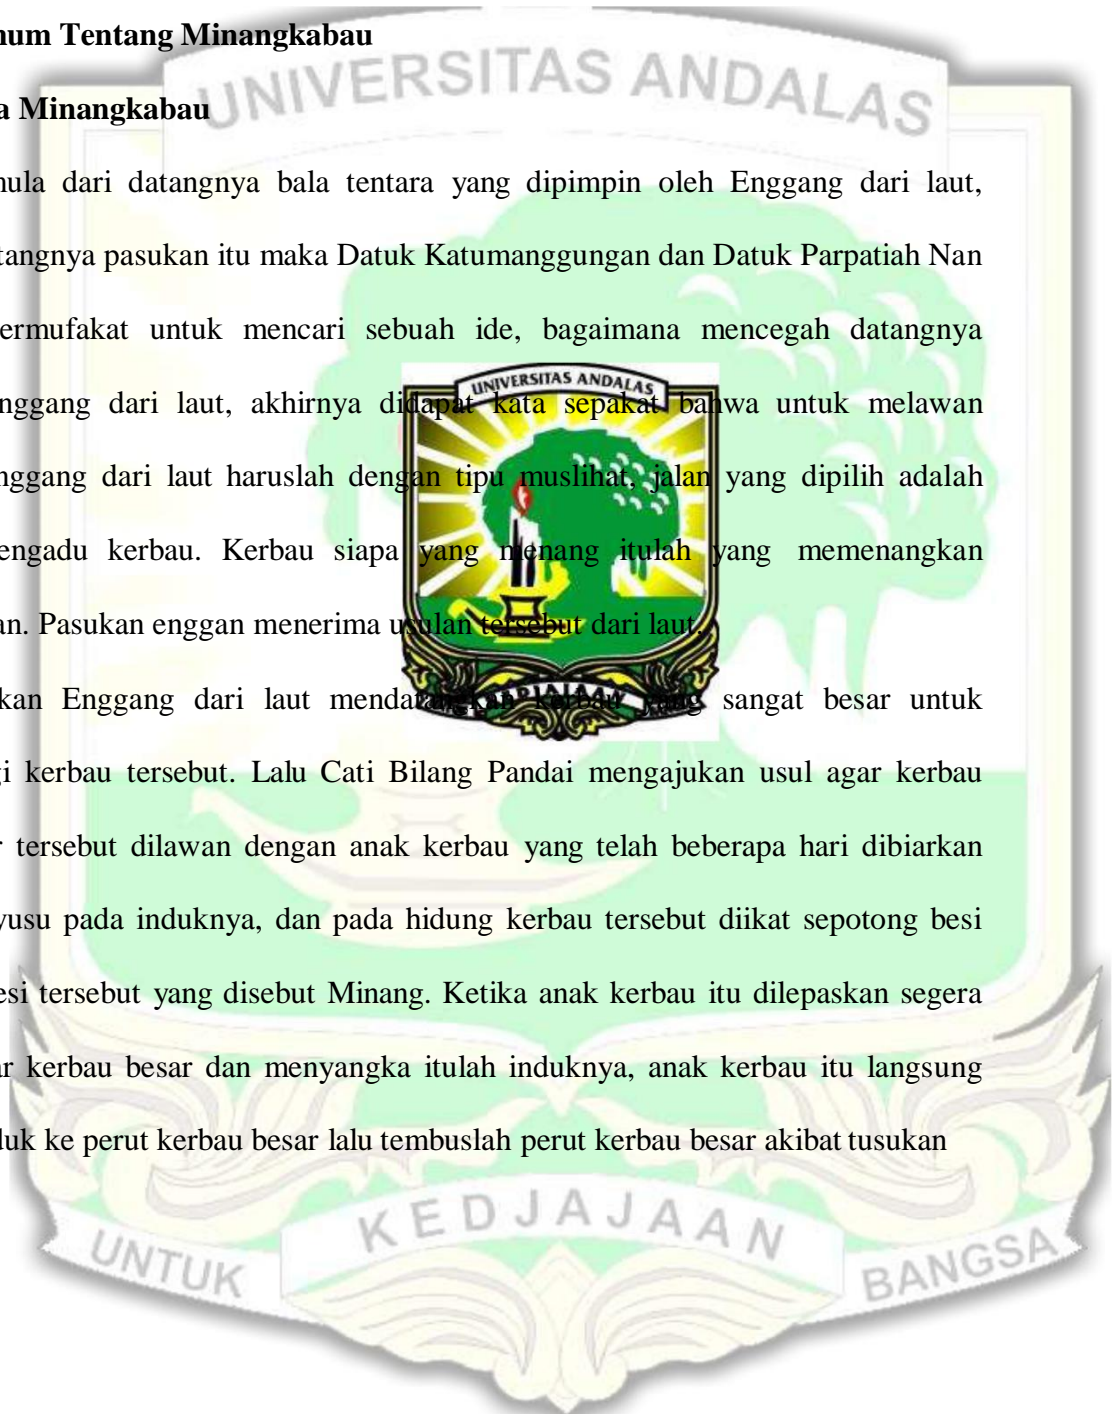 num Tentang Minangkabau
a Minangkabau
UNIVERSITAS ANDALAS
nula dari datangnya bala tentara yang dipimpin oleh Enggang dari laut,
tangnya pasukan itu maka Datuk Katumanggungan dan Datuk Parpatiah Nan
ermufakat untuk mencari sebuah ide, bagaimana mencegah datangnya
UNIVERSITAS ANDALAS
nggang dari laut, akhirnya didapat kata sepakat bahwa untuk melawan
nggang dari laut haruslah dengan tipu muslihat, jalan yang dipilih adalah
engadu kerbau. Kerbau siapa yang menang itulah yang memenangkan
an. Pasukan enggan menerima usulan tersebut dari laut.
kan Enggang dari laut mendatangkan kerbau yang sangat besar untuk
gi kerbau tersebut. Lalu Cati Bilang Pandai mengajukan usul agar kerbau
r tersebut dilawan dengan anak kerbau yang telah beberapa hari dibiarkan
yusu pada induknya, dan pada hidung kerbau tersebut diikat sepotong besi
esi tersebut yang disebut Minang. Ketika anak kerbau itu dilepaskan segera
ar kerbau besar dan menyangka itulah induknya, anak kerbau itu langsung
duk ke perut kerbau besar lalu tembuslah perut kerbau besar akibat tusukan
UNTUK KEDJAJAAN BANGSA